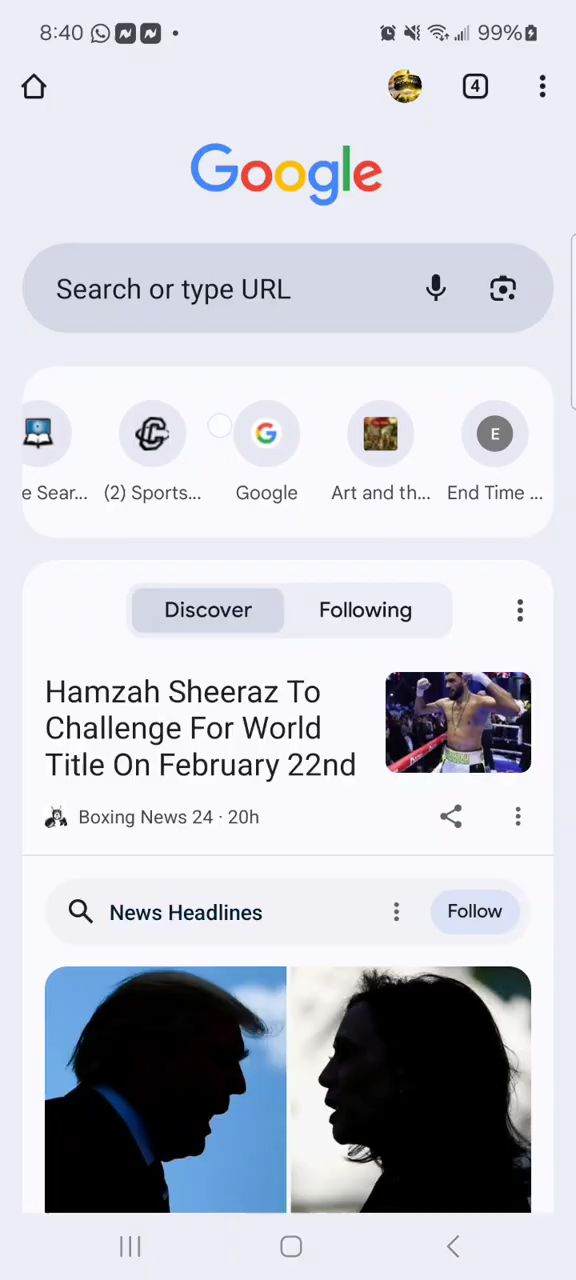 8:40 99%
4
Google
Search or type URL
e Sear... (2) Sports... Google Art and th... End Time ...
E
Discover Following
Hamzah Sheeraz To
Challenge For World
Title On February 22nd
Boxing News 24 · 20h
News Headlines Follow